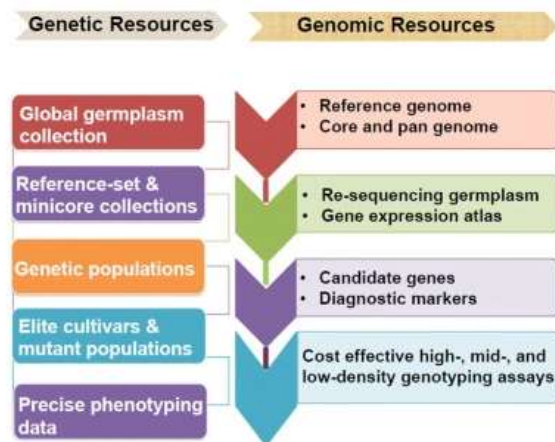 Genetic Resources
Genomic Resources
Global germplasm
collection
Reference-set &
minicore collections
Genetic populations
Elite cultivars &
mutant populations
Precise phenotyping
data
• Reference genome
• Core and pan genome
• Re-sequencing germplasm
• Gene expression atlas
• Candidate genes
• Diagnostic markers
Cost effective high-, mid-, and
low-density genotyping assays